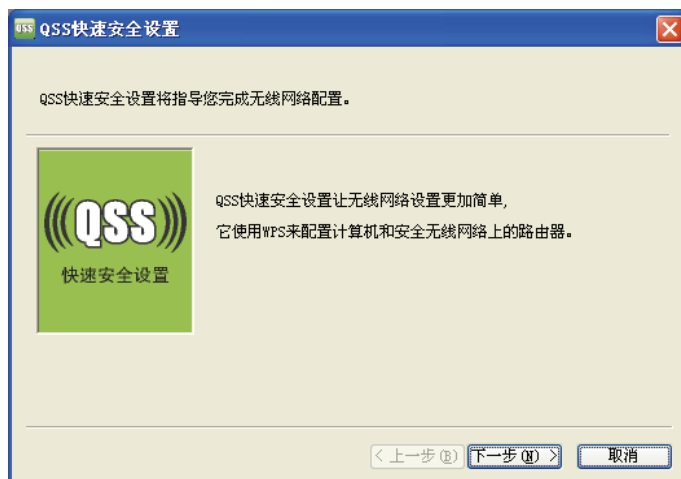 QSS QSS快速安全设置
QSS快速安全设置将指导您完成无线网络配置。
(((QSS)))
快速安全设置
QSS快速安全设置让无线网络设置更加简单,
它使用WPS来配置计算机和安全无线网络上的路由器。
< 上一步(B) 下一步(N) > 取消